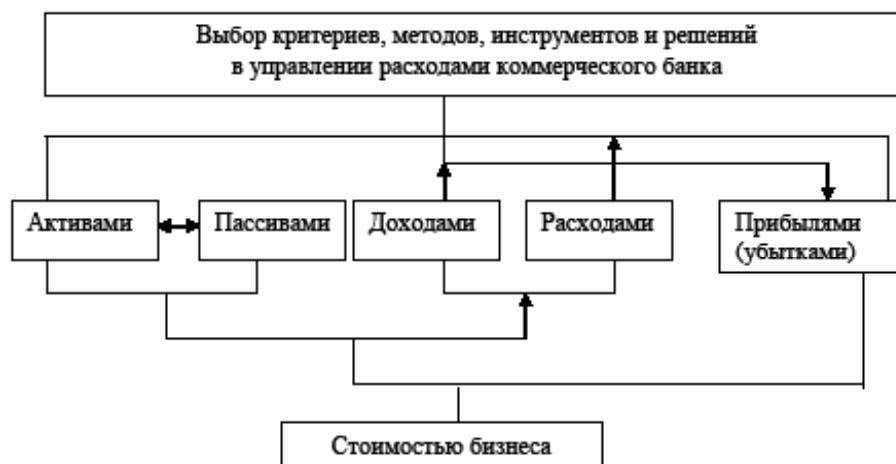 Выбор критериев, методов, инструментов и решений
в управлении расходами коммерческого банка
Активами
Пассивами
Доходами
Расходами
Прибылями
(убытками)
Стоимостью бизнеса